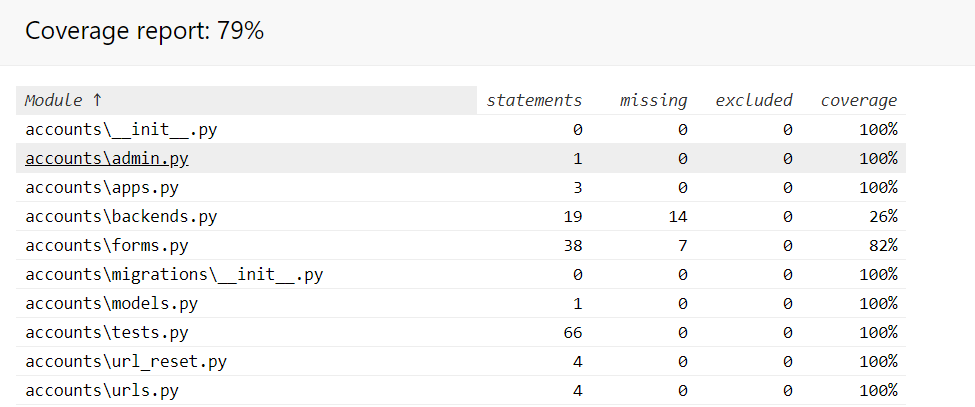 Coverage report: 79%
Module ↑ statements missing excluded coverage
accounts\__init__.py 0 0 0 100%
accounts\admin.py 1 0 0 100%
accounts\apps.py 3 0 0 100%
accounts\backends.py 19 14 0 26%
accounts\forms.py 38 7 0 82%
accounts\migrations\__init__.py 0 0 0 100%
accounts\models.py 1 0 0 100%
accounts\tests.py 66 0 0 100%
accounts\url_reset.py 4 0 0 100%
accounts\urls.py 4 0 0 100%